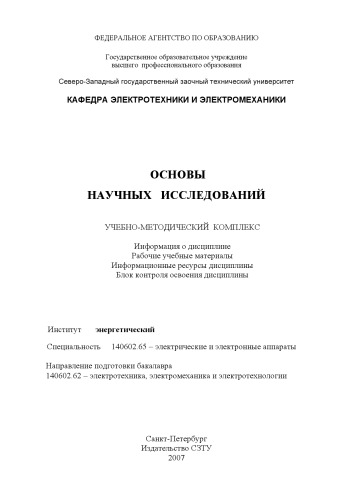 ФЕДЕРАЛЬНОЕ АГЕНТСТВО ПО ОБРАЗОВАНИЮ
Государственное образовательное учреждение
высшего профессионального образования
Северо-Западный государственный заочный технический университет
КАФЕДРА ЭЛЕКТРОТЕХНИКИ И ЭЛЕКТРОМЕХАНИКИ
ОСНОВЫ
НАУЧНЫХ ИССЛЕДОВАНИЙ
УЧЕБНО-МЕТОДИЧЕСКИЙ КОМПЛЕКС
Информация о дисциплине
Рабочие учебные материалы
Информационные ресурсы дисциплины
Блок контроля освоения дисциплины
Институт энергетический
Специальность 140602.65 – электрические и электронные аппараты
Направление подготовки бакалавра
140602.62 – электротехника, электромеханика и электротехнологии
Санкт-Петербург
Издательство СЗТУ
2007